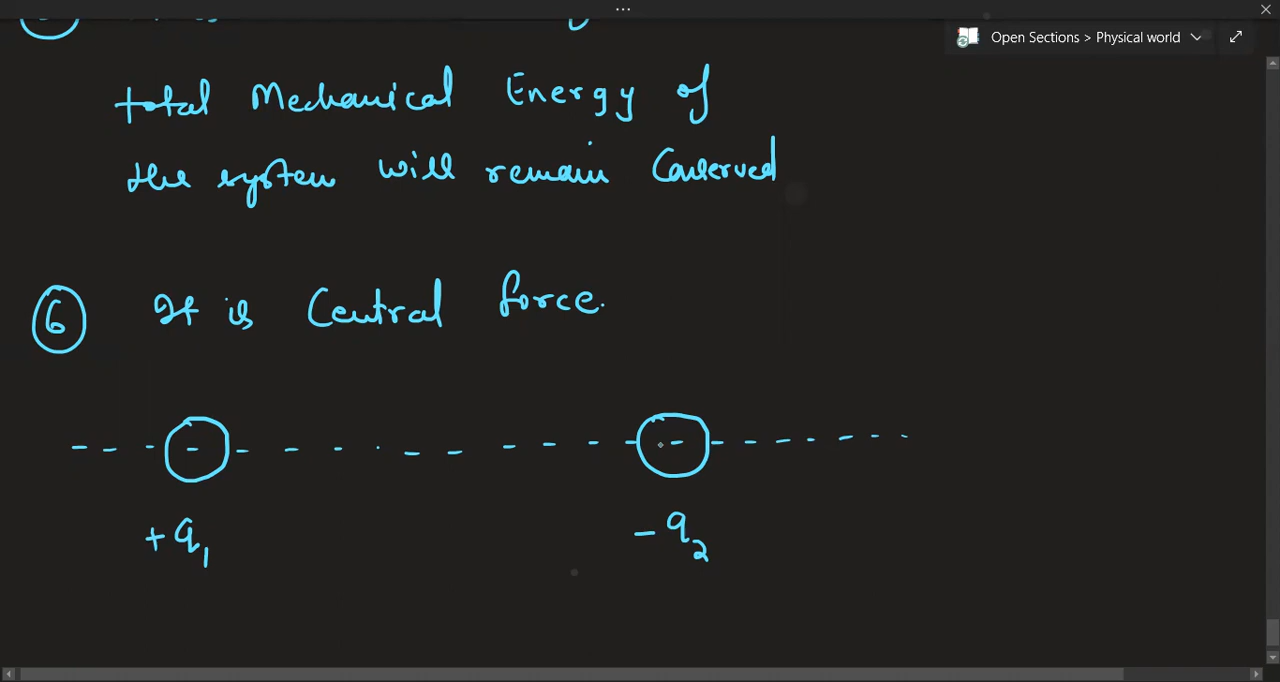 Open Sections > Physical world
total Mechanical Energy of
the system will remain Conserved
6 It is Central force.
+q1 -q2